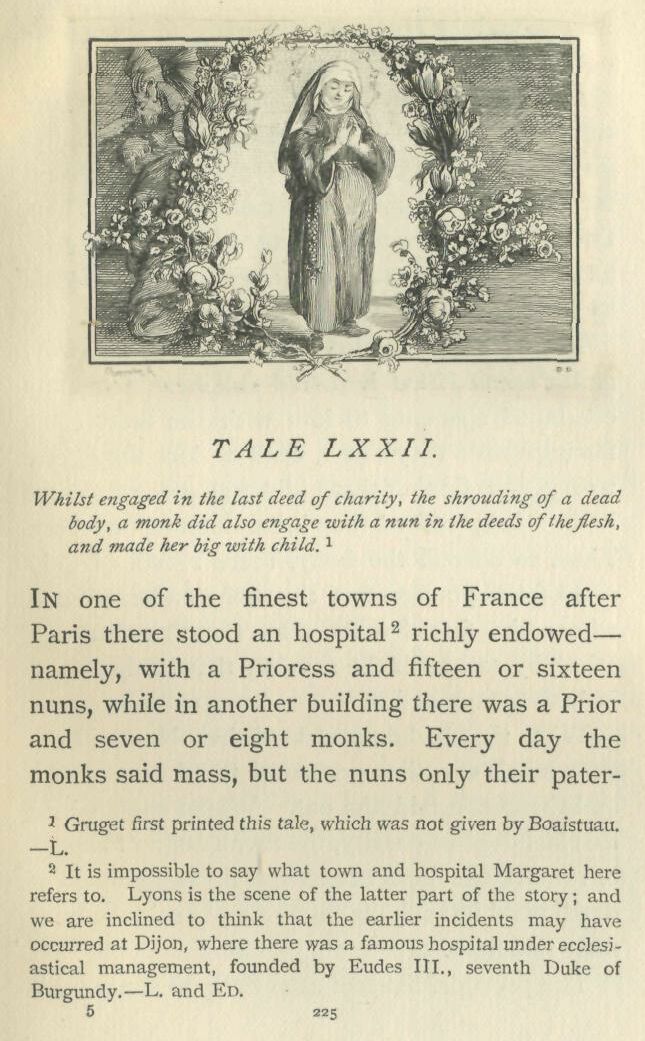 TALE LXXII.
Whilst engaged in the last deed of charity, the shrouding of a dead
body, a monk did also engage with a nun in the deeds of the flesh,
and made her big with child. 1
IN one of the finest towns of France after
Paris there stood an hospital 2 richly endowed—
namely, with a Prioress and fifteen or sixteen
nuns, while in another building there was a Prior
and seven or eight monks. Every day the
monks said mass, but the nuns only their pater-
1 Gruget first printed this tale, which was not given by Boaistuau.
—L.
2 It is impossible to say what town and hospital Margaret here
refers to. Lyons is the scene of the latter part of the story; and
we are inclined to think that the earlier incidents may have
occurred at Dijon, where there was a famous hospital under ecclesi-
astical management, founded by Eudes III., seventh Duke of
Burgundy.—L. and ED.
5 225